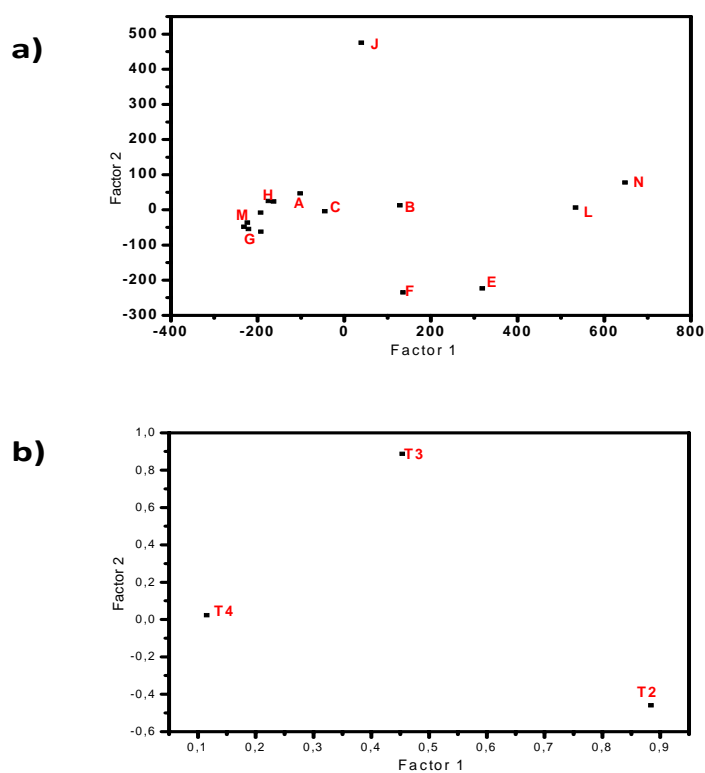 a)
Factor 2
500
400
300
200
100
0
-100
-200
-300
J
N
H
A
C
B
L
M
G
E
F
-400 -200 0 200 400 600 800
Factor 1
b)
Factor 2
1,0
0,8
0,6
0,4
0,2
0,0
-0,2
-0,4
-0,6
T3
T4
T2
0,1 0,2 0,3 0,4 0,5 0,6 0,7 0,8 0,9
Factor 1